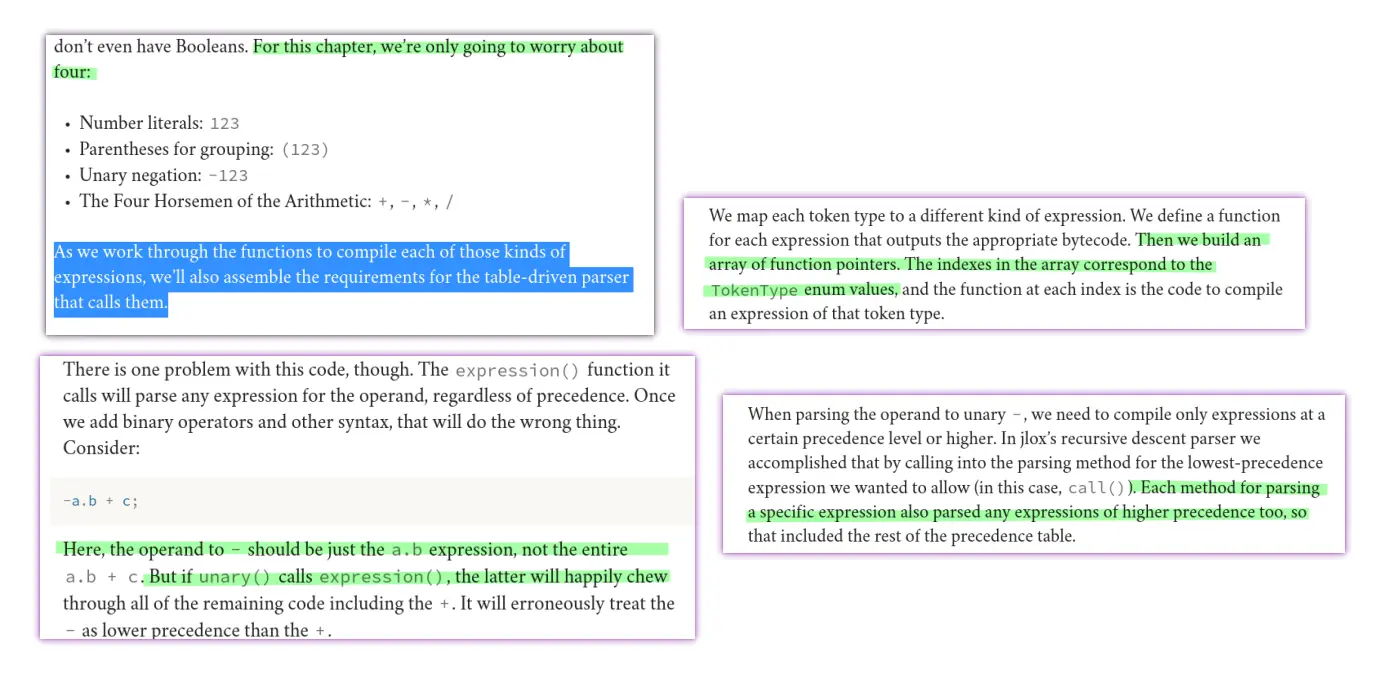 don’t even have Booleans. For this chapter, we’re only going to worry about
four:
• Number literals: 123
• Parentheses for grouping: (123)
• Unary negation: -123
• The Four Horsemen of the Arithmetic: +, -, *, /
As we work through the functions to compile each of those kinds of
expressions, we’ll also assemble the requirements for the table-driven parser
that calls them.
We map each token type to a different kind of expression. We define a function
for each expression that outputs the appropriate bytecode. Then we build an
array of function pointers. The indexes in the array correspond to the
TokenType enum values, and the function at each index is the code to compile
an expression of that token type.
There is one problem with this code, though. The expression() function it
calls will parse any expression for the operand, regardless of precedence. Once
we add binary operators and other syntax, that will do the wrong thing.
Consider:
-a.b + c;
Here, the operand to - should be just the a.b expression, not the entire
a.b + c. But if unary() calls expression(), the latter will happily chew
through all of the remaining code including the +. It will erroneously treat the
- as lower precedence than the +.
When parsing the operand to unary -, we need to compile only expressions at a
certain precedence level or higher. In jlox’s recursive descent parser we
accomplished that by calling into the parsing method for the lowest-precedence
expression we wanted to allow (in this case, call()). Each method for parsing
a specific expression also parsed any expressions of higher precedence too, so
that included the rest of the precedence table.